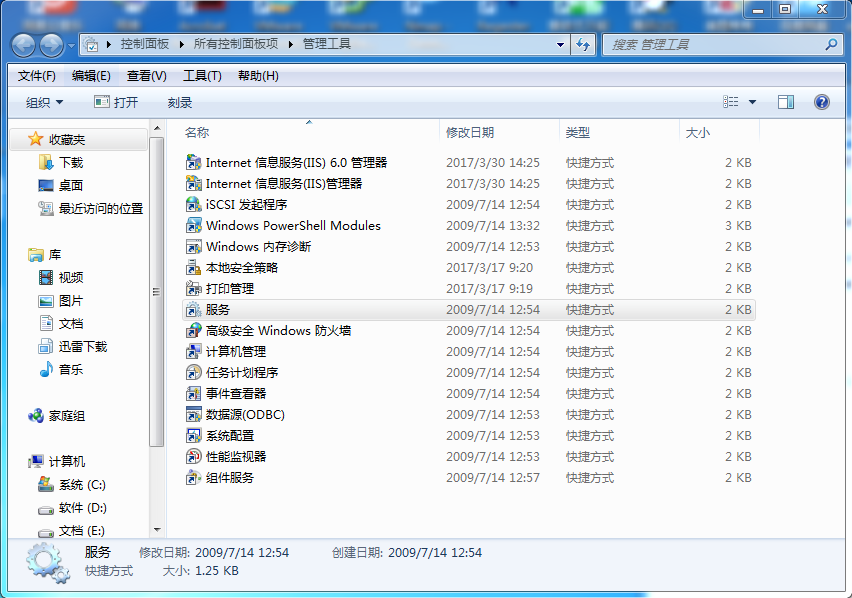 控制面板 ▸ 所有控制面板项 ▸ 管理工具
搜索 管理工具
文件(F) 编辑(E) 查看(V) 工具(T) 帮助(H)
组织 打开 刻录
名称 修改日期 类型 大小
收藏夹
下载
桌面
最近访问的位置
库
视频
图片
文档
迅雷下载
音乐
家庭组
计算机
系统 (C:)
软件 (D:)
文档 (E:)
Internet 信息服务(IIS) 6.0 管理器 2017/3/30 14:25 快捷方式 2 KB
Internet 信息服务(IIS)管理器 2017/3/30 14:25 快捷方式 2 KB
iSCSI 发起程序 2009/7/14 12:54 快捷方式 2 KB
Windows PowerShell Modules 2009/7/14 13:32 快捷方式 3 KB
Windows 内存诊断 2009/7/14 12:53 快捷方式 2 KB
本地安全策略 2017/3/17 9:20 快捷方式 2 KB
打印管理 2017/3/17 9:19 快捷方式 2 KB
服务 2009/7/14 12:54 快捷方式 2 KB
高级安全 Windows 防火墙 2009/7/14 12:54 快捷方式 2 KB
计算机管理 2009/7/14 12:54 快捷方式 2 KB
任务计划程序 2009/7/14 12:54 快捷方式 2 KB
事件查看器 2009/7/14 12:54 快捷方式 2 KB
数据源(ODBC) 2009/7/14 12:53 快捷方式 2 KB
系统配置 2009/7/14 12:53 快捷方式 2 KB
性能监视器 2009/7/14 12:53 快捷方式 2 KB
组件服务 2009/7/14 12:57 快捷方式 2 KB
服务 修改日期: 2009/7/14 12:54 创建日期: 2009/7/14 12:54
快捷方式 大小: 1.25 KB